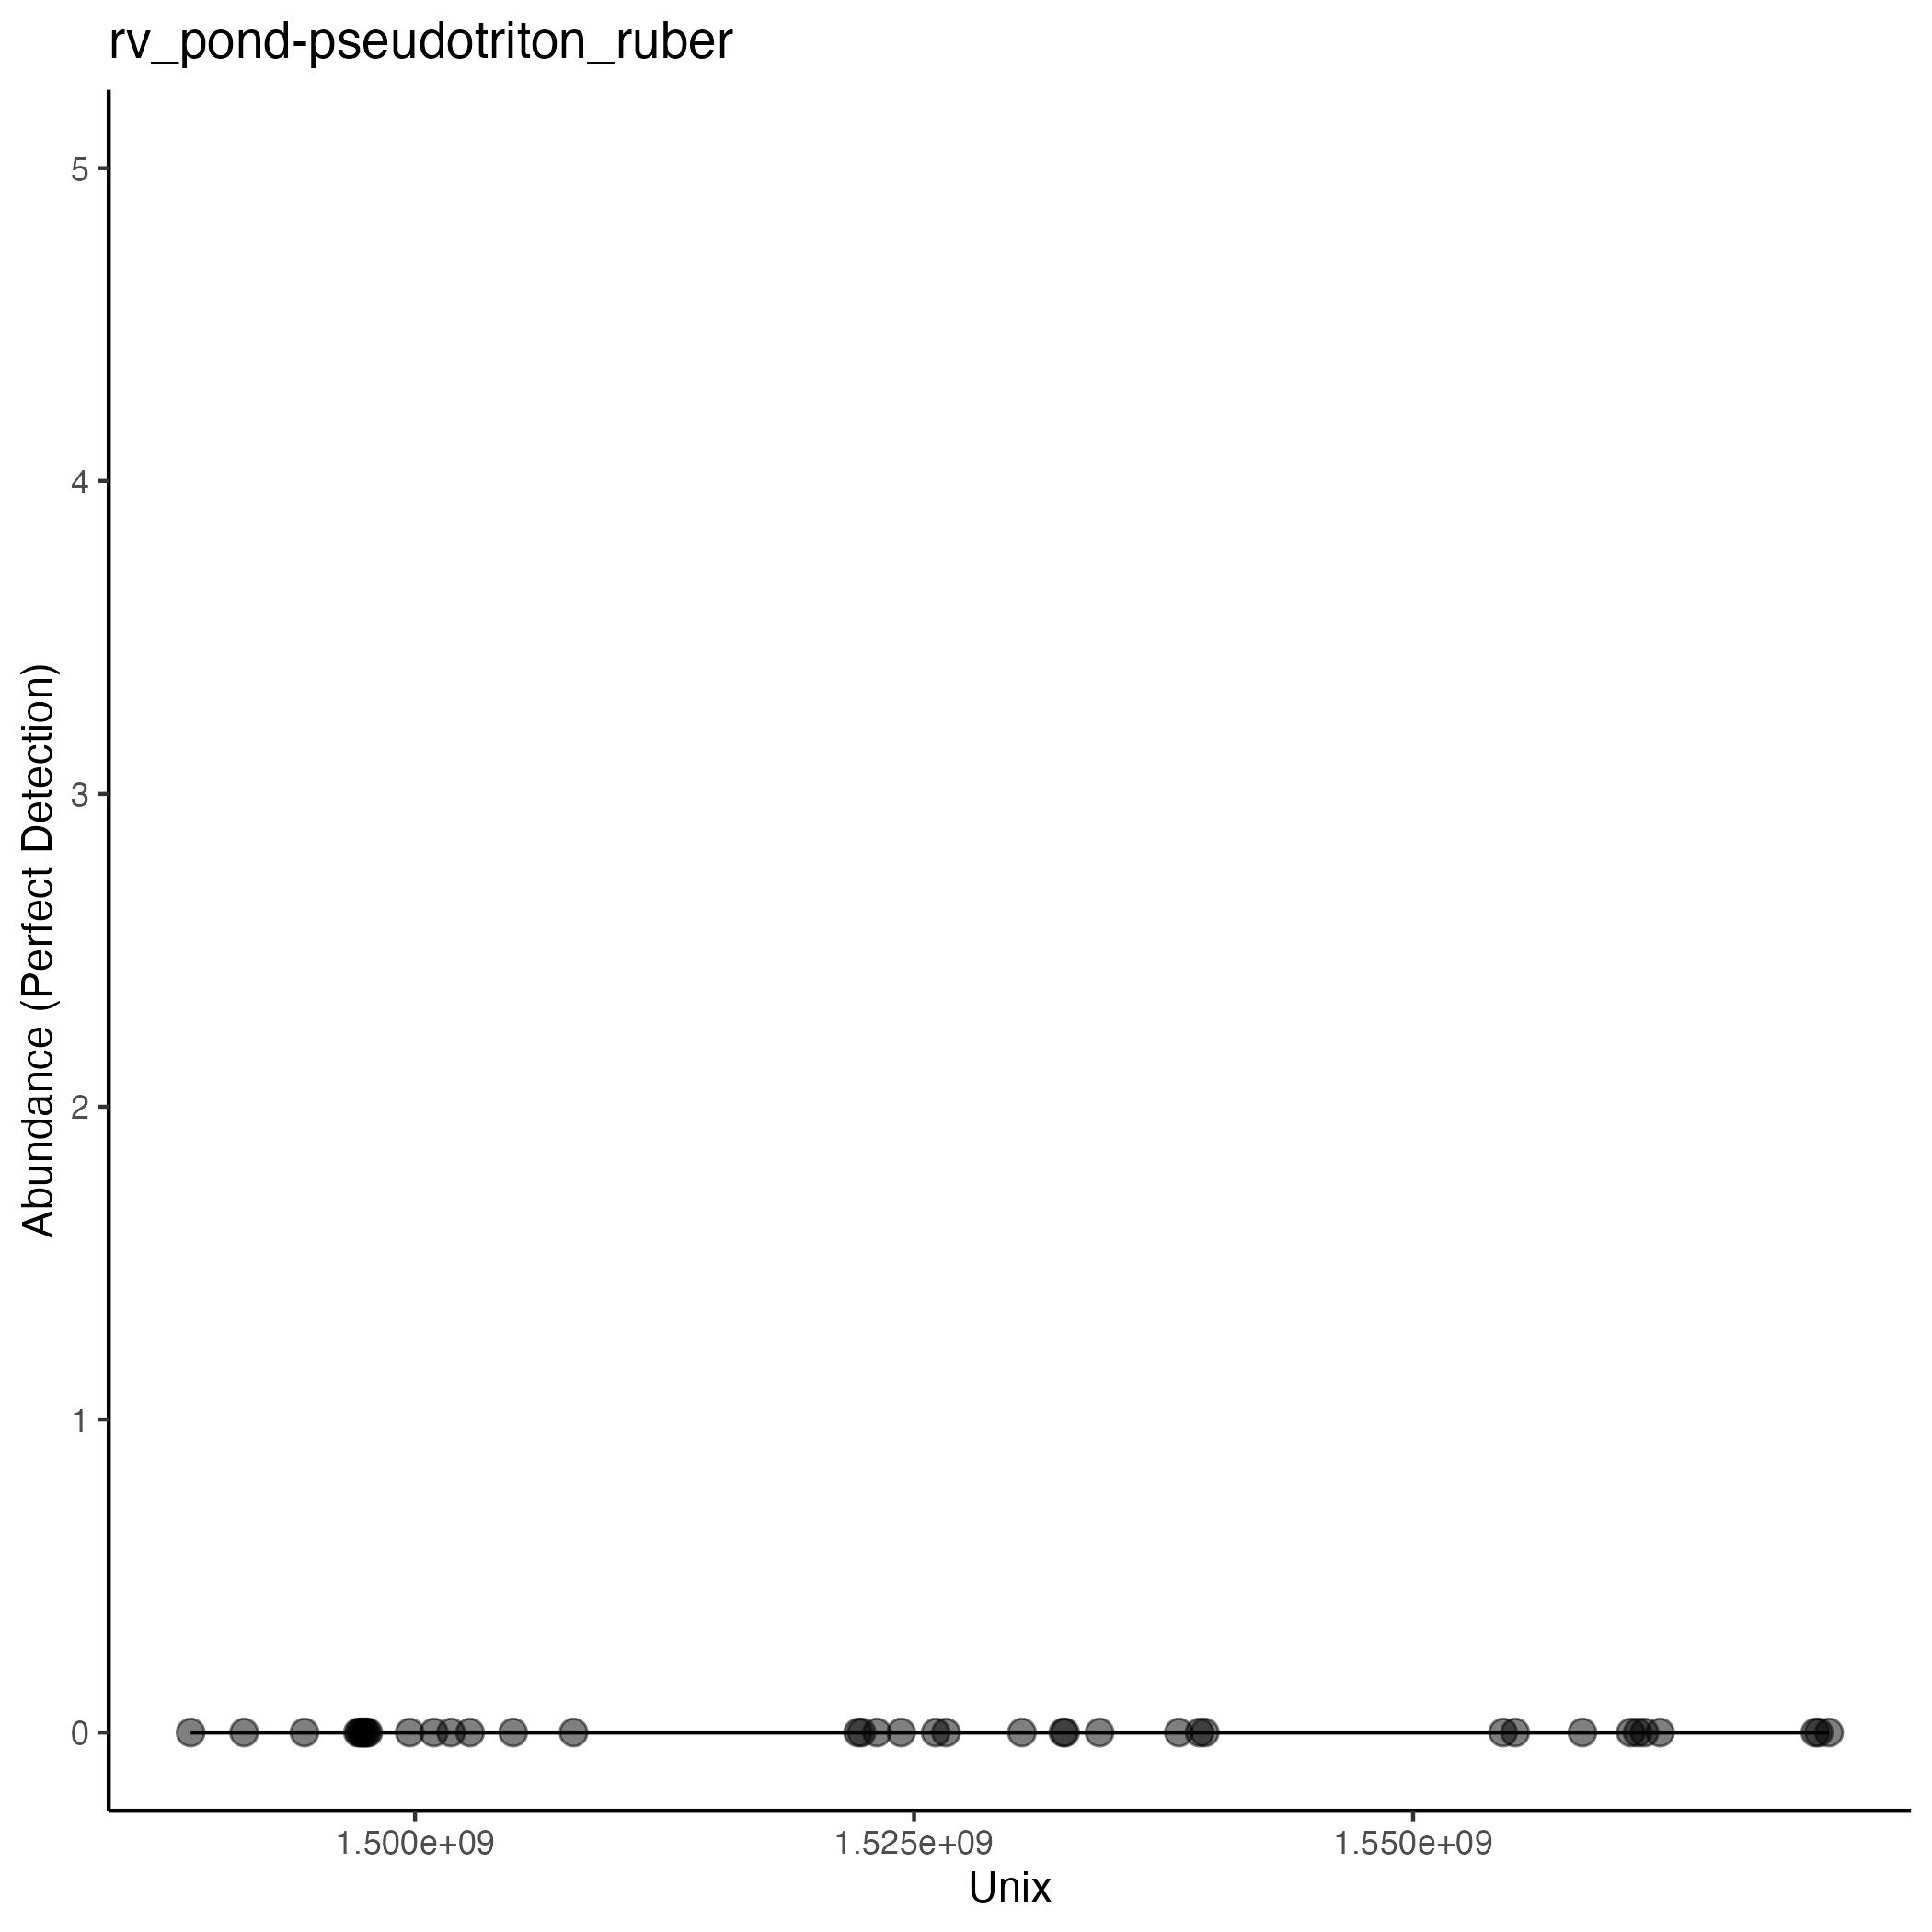 rv_pond-pseudotriton_ruber
Abundance (Perfect Detection)
5
4
3
2
1
0
1.500e+09 1.525e+09 1.550e+09
Unix